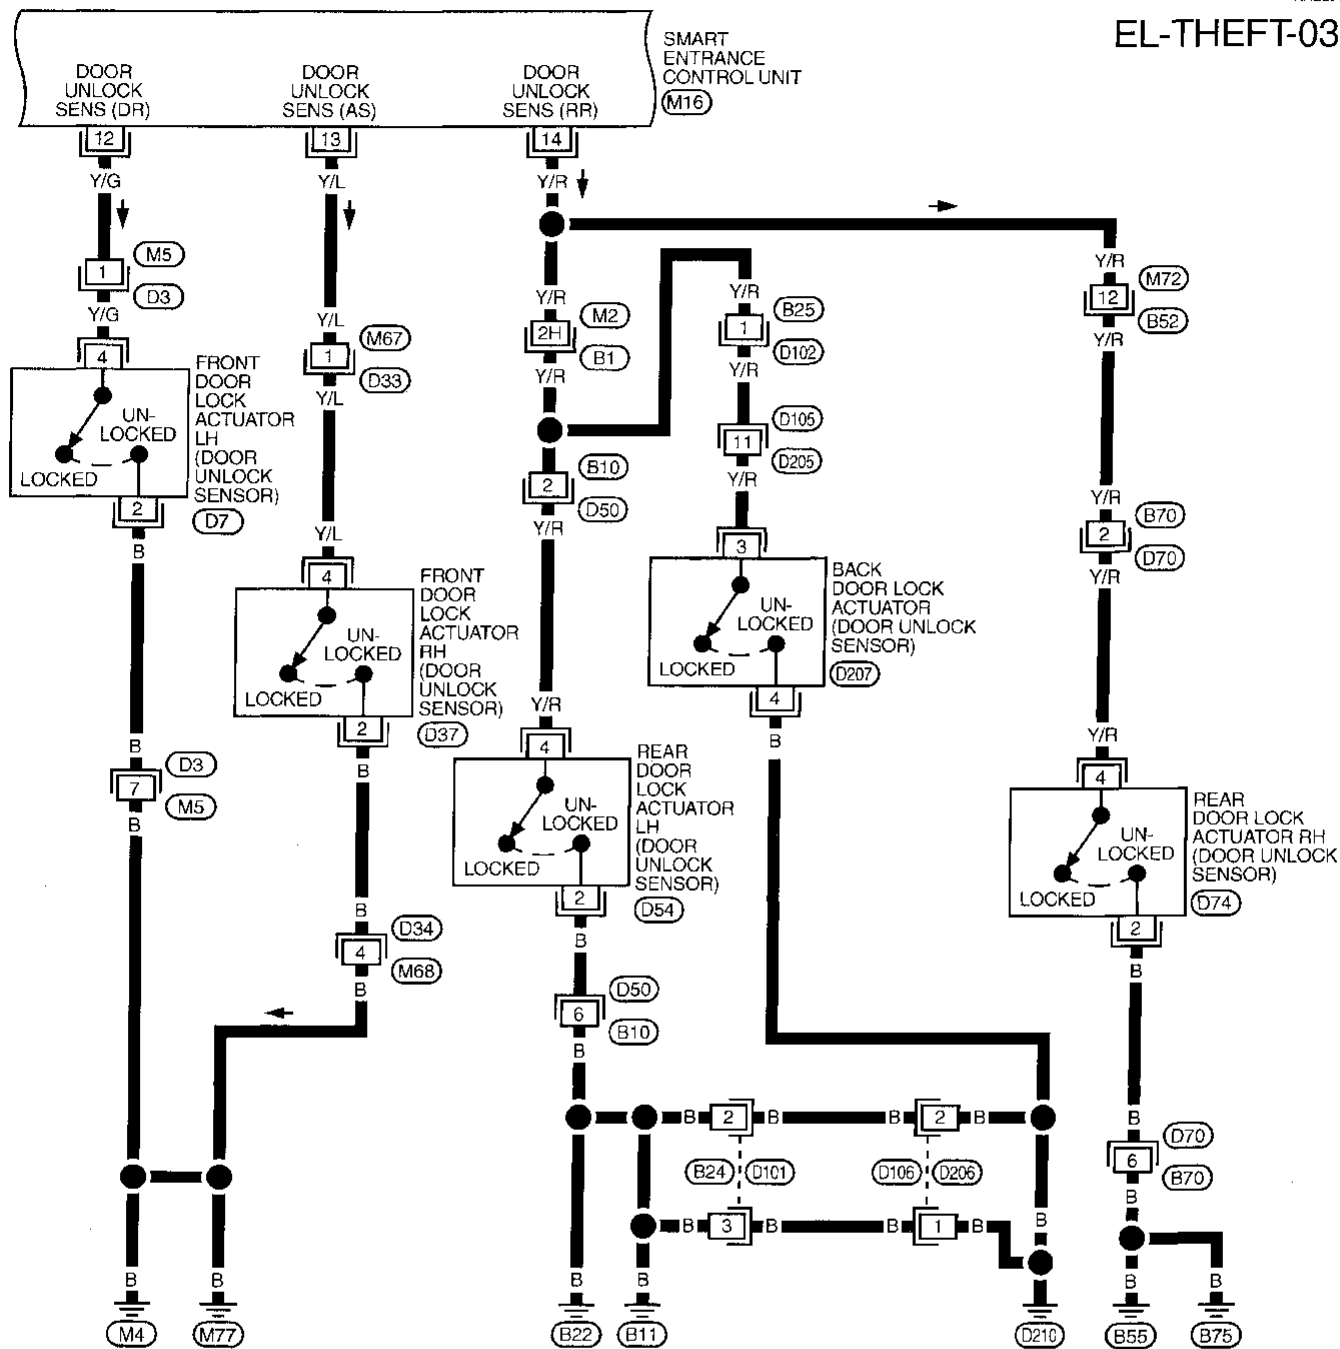 EL-THEFT-03
SMART
ENTRANCE
CONTROL UNIT
M16
DOOR
UNLOCK
SENS (DR)
DOOR
UNLOCK
SENS (AS)
DOOR
UNLOCK
SENS (RR)
12
13
14
Y/G
Y/L
Y/R
1
M5
D3
Y/G
Y/R
2H
M2
B1
Y/R
Y/R
1
B25
D102
Y/R
Y/R
12
M72
B52
Y/R
Y/L
1
M67
D33
Y/L
4
FRONT
DOOR
LOCK
ACTUATOR
LH
(DOOR
UNLOCK
SENSOR)
D7
UN-
LOCKED
LOCKED
2
B
11
D105
D205
Y/R
2
B10
D50
Y/R
Y/R
2
B70
D70
Y/R
Y/L
4
FRONT
DOOR
LOCK
ACTUATOR
RH
(DOOR
UNLOCK
SENSOR)
D37
UN-
LOCKED
LOCKED
2
B
3
BACK
DOOR LOCK
ACTUATOR
(DOOR UNLOCK
SENSOR)
D207
UN-
LOCKED
LOCKED
4
B
Y/R
4
REAR
DOOR
LOCK
ACTUATOR
LH
(DOOR
UNLOCK
SENSOR)
D54
UN-
LOCKED
LOCKED
2
B
Y/R
4
REAR
DOOR LOCK
ACTUATOR RH
(DOOR UNLOCK
SENSOR)
D74
UN-
LOCKED
LOCKED
2
B
B
7
D3
M5
B
B
4
D34
M68
B
6
D50
B10
B
B 2 B
B 2 B
B24 D101
D106 D206
B 3 B
B 1 B
B
6
D70
B70
B
B
B
B
B
B
B
B
B
M4
M77
B22
B11
D210
B55
B75